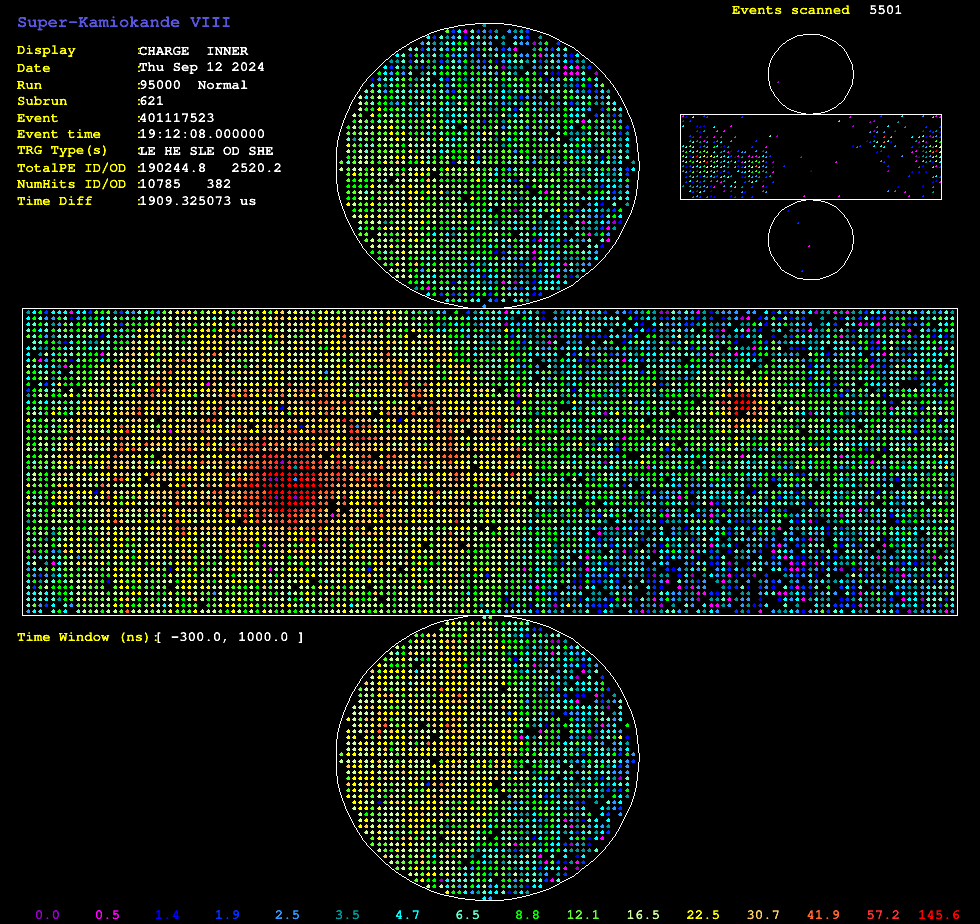 Super-Kamiokande VIII
Events scanned 5501
Display :CHARGE INNER
Date :Thu Sep 12 2024
Run :95000 Normal
Subrun :621
Event :401117523
Event time :19:12:08.000000
TRG Type(s) :LE HE SLE OD SHE
TotalPE ID/OD :190244.8 2520.2
NumHits ID/OD :10785 382
Time Diff :1909.325073 us
Time Window (ns):[ -300.0, 1000.0 ]
0.0 0.5 1.4 1.9 2.5 3.5 4.7 6.5 8.8 12.1 16.5 22.5 30.7 41.9 57.2 145.6